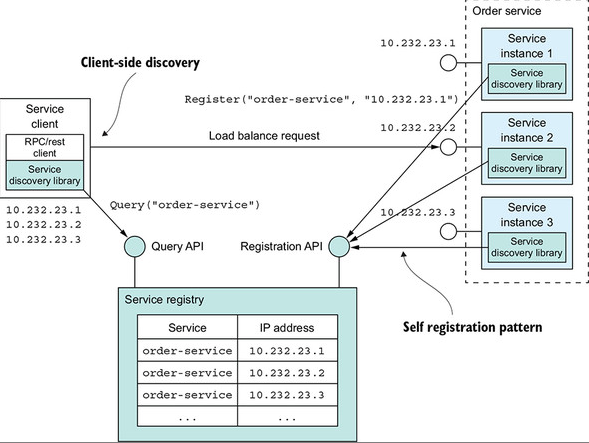 Order service
10.232.23.1
Service
instance 1
Service
discovery library
Client-side discovery
Register("order-service", "10.232.23.1")
Service
client
RPC/rest
client
Service
discovery library
10.232.23.1
10.232.23.2
10.232.23.3
Load balance request
10.232.23.2
Service
instance 2
Service
discovery library
Query("order-service")
10.232.23.3
Service
instance 3
Service
discovery library
Query API
Registration API
Self registration pattern
Service registry
Service IP address
order-service 10.232.23.1
order-service 10.232.23.2
order-service 10.232.23.3
... ...